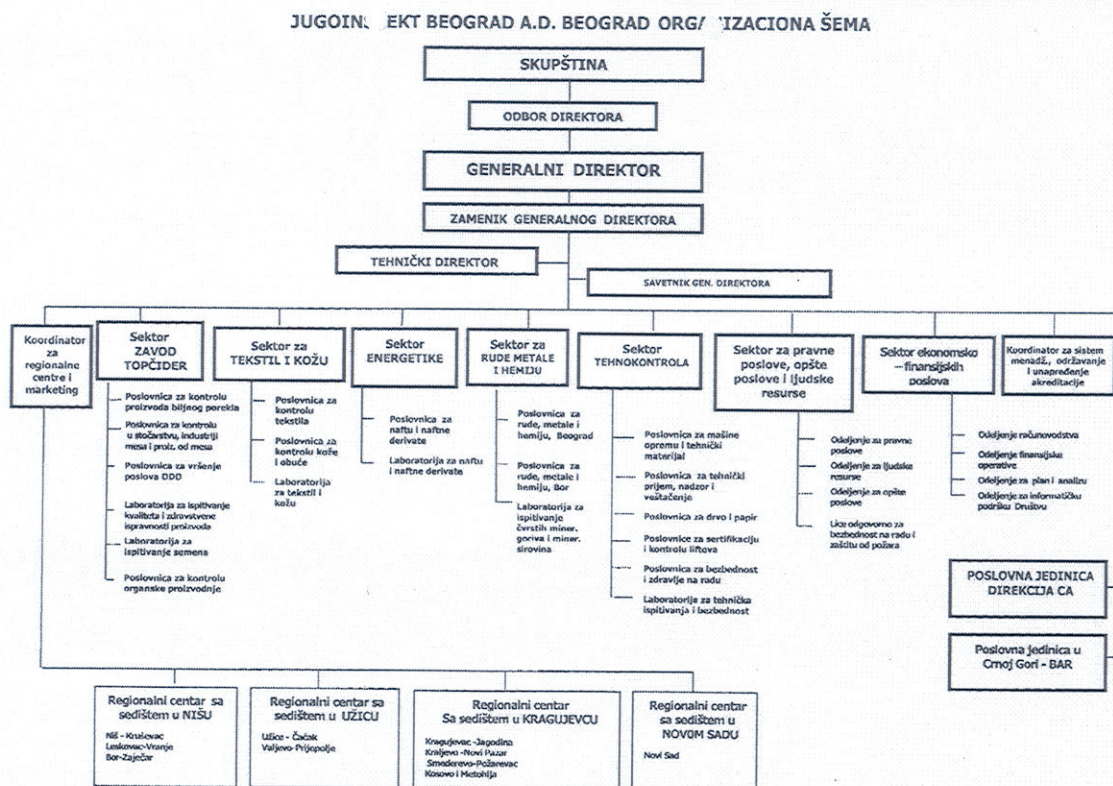 JUGOIN EKT BEOGRAD A.D. BEOGRAD ORG IZACIONA ŠEMA
SKUPŠTINA
ODBOR DIREKTORA
GENERALNI DIREKTOR
ZAMENIK GENERALNOG DIREKTORA
TEHNIČKI DIREKTOR
SAVETNIK GEN. DIREKTORA
Koordinator
za
regionalne
centre i
marketing
Sektor
ZAVOD
TOPČIDER
Poslovnica za kontrolu
proizvoda biljnog porekla
Poslovnica za kontrolu
u stočarstvu, industriji
mesa i proiz. od mesa
Poslovnica za vršenje
poslova DDD
Laboratorija za ispitivanje
kvaliteta i zdravstvene
ispravnosti proizvoda
Laboratorija za
ispitivanje semena
Poslovnica za kontrolu
organske proizvodnje
Sektor za
TEKSTIL I KOŽU
Poslovnica za
kontrolu
tekstila
Poslovnica za
kontrolu kože
i obuće
Laboratorija
za tekstil i
kožu
Sektor
ENERGETIKE
Poslovnica za
naftu i naftne
derivate
Laboratorija za naftu
i naftne derivate
Sektor za
RUDE METALE
I HEMIJU
Poslovnica za
rude, metale i
hemiju, Beograd
Poslovnica za
rude, metale i
hemiju, Bor
Laboratorija za
ispitivanje
čvrstih miner.
goriva i miner.
sirovina
Sektor
TEHNOKONTROLA
Poslovnica za mašine
opremu i tehnički
materijal
Poslovnica za tehnički
prijem, nadzor i
veštačenje
Poslovnica za drvo i papir
Poslovnice za sertifikaciju
i kontrolu liftova
Poslovnica za bezbednost
i zdravlje na radu
Laboratorije za tehnička
ispitivanja i bezbednost
Sektor za pravne
poslove, opšte
poslove i ljudske
resurse
Odeljenje za pravne
poslove
Odeljenje za ljudske
resurse
Odeljenje za opšte
poslove
Lice odgovorno za
bezbednost na radu i
zaštitu od požara
Sektor ekonomsko
–finansijskih
poslova
Odeljenje računovodstva
Odeljenje finansijske
operative
Odeljenje za plan i analizu
Odeljenje za informatičku
podršku Društvu
Koordinator za sistem
menadž., održavanje
i unapređenje
akreditacije
POSLOVNA JEDINICA
DIREKCIJA CA
Poslovna jedinica u
Crnoj Gori - BAR
Regionalni centar sa
sedištem u NIŠU
Niš - Kruševac
Leskovac-Vranje
Bor-Zaječar
Regionalni centar sa
sedištem u UŽICU
Užice - Čačak
Valjevo-Prijepolje
Regionalni centar
Sa sedištem u KRAGUJEVCU
Kragujevac -Jagodina
Kraljevo -Novi Pazar
Smederevo-Požarevac
Kosovo i Metohija
Regionalni centar
sa sedištem u
NOVOM SADU
Novi Sad